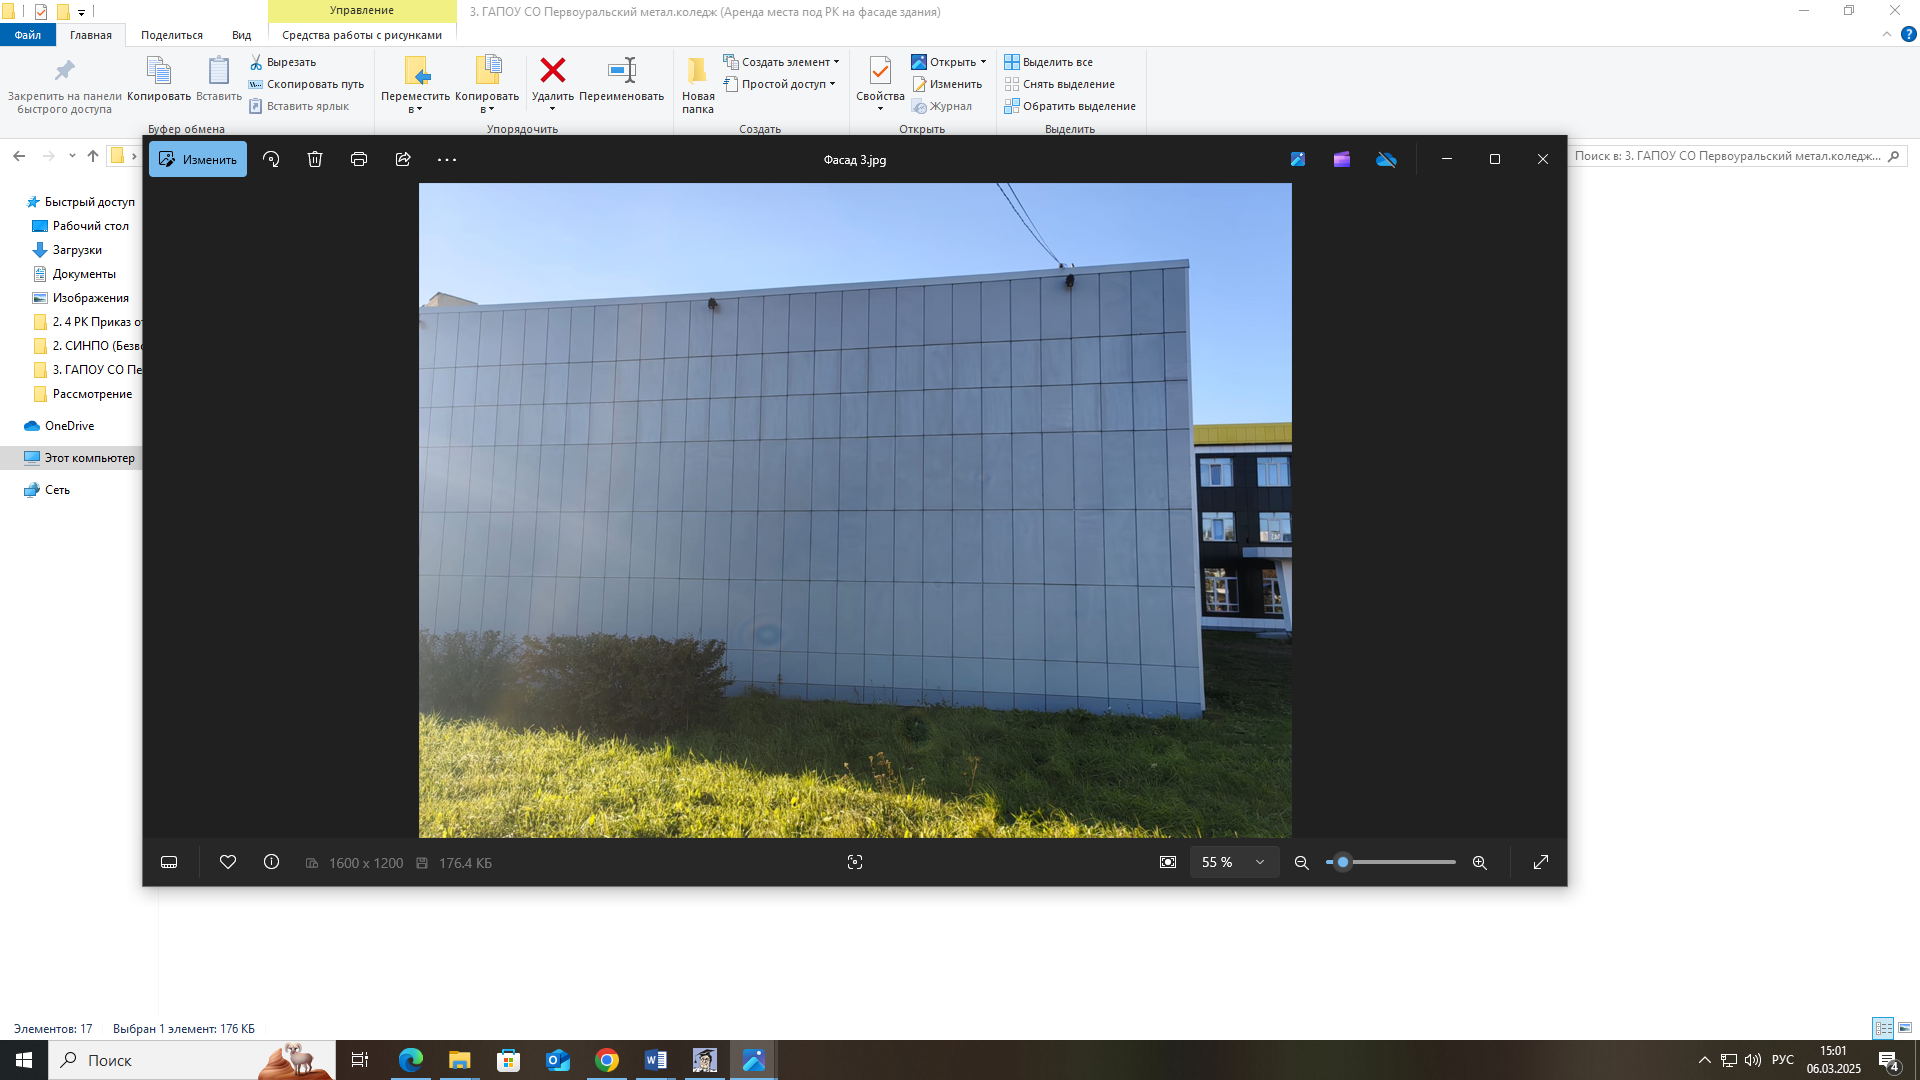 Управление
3. ГАПОУ СО Первоуральский метал.коледж (Аренда места под РК на фасаде здания)
Файл
Главная
Поделиться
Вид
Средства работы с рисунками
Закрепить на панели
быстрого доступа
Копировать
Вставить
Вырезать
Скопировать путь
Вставить ярлык
Буфер обмена
Переместить
в
Копировать
в
Удалить
Переименовать
Упорядочить
Новая
папка
Создать элемент
Простой доступ
Создать
Свойства
Открыть
Изменить
Журнал
Открыть
Выделить все
Снять выделение
Обратить выделение
Выделить
Поиск в: 3. ГАПОУ СО Первоуральский метал.коледж...
Изменить
Фасад 3.jpg
Быстрый доступ
Рабочий стол
Загрузки
Документы
Изображения
2. 4 РК Приказ от
2. СИНПО (Безво
3. ГАПОУ СО Пе
Рассмотрение
OneDrive
Этот компьютер
Сеть
1600 x 1200
176.4 КБ
55 %
Элементов: 17
Выбран 1 элемент: 176 КБ
Поиск
РУС
15:01
06.03.2025
4